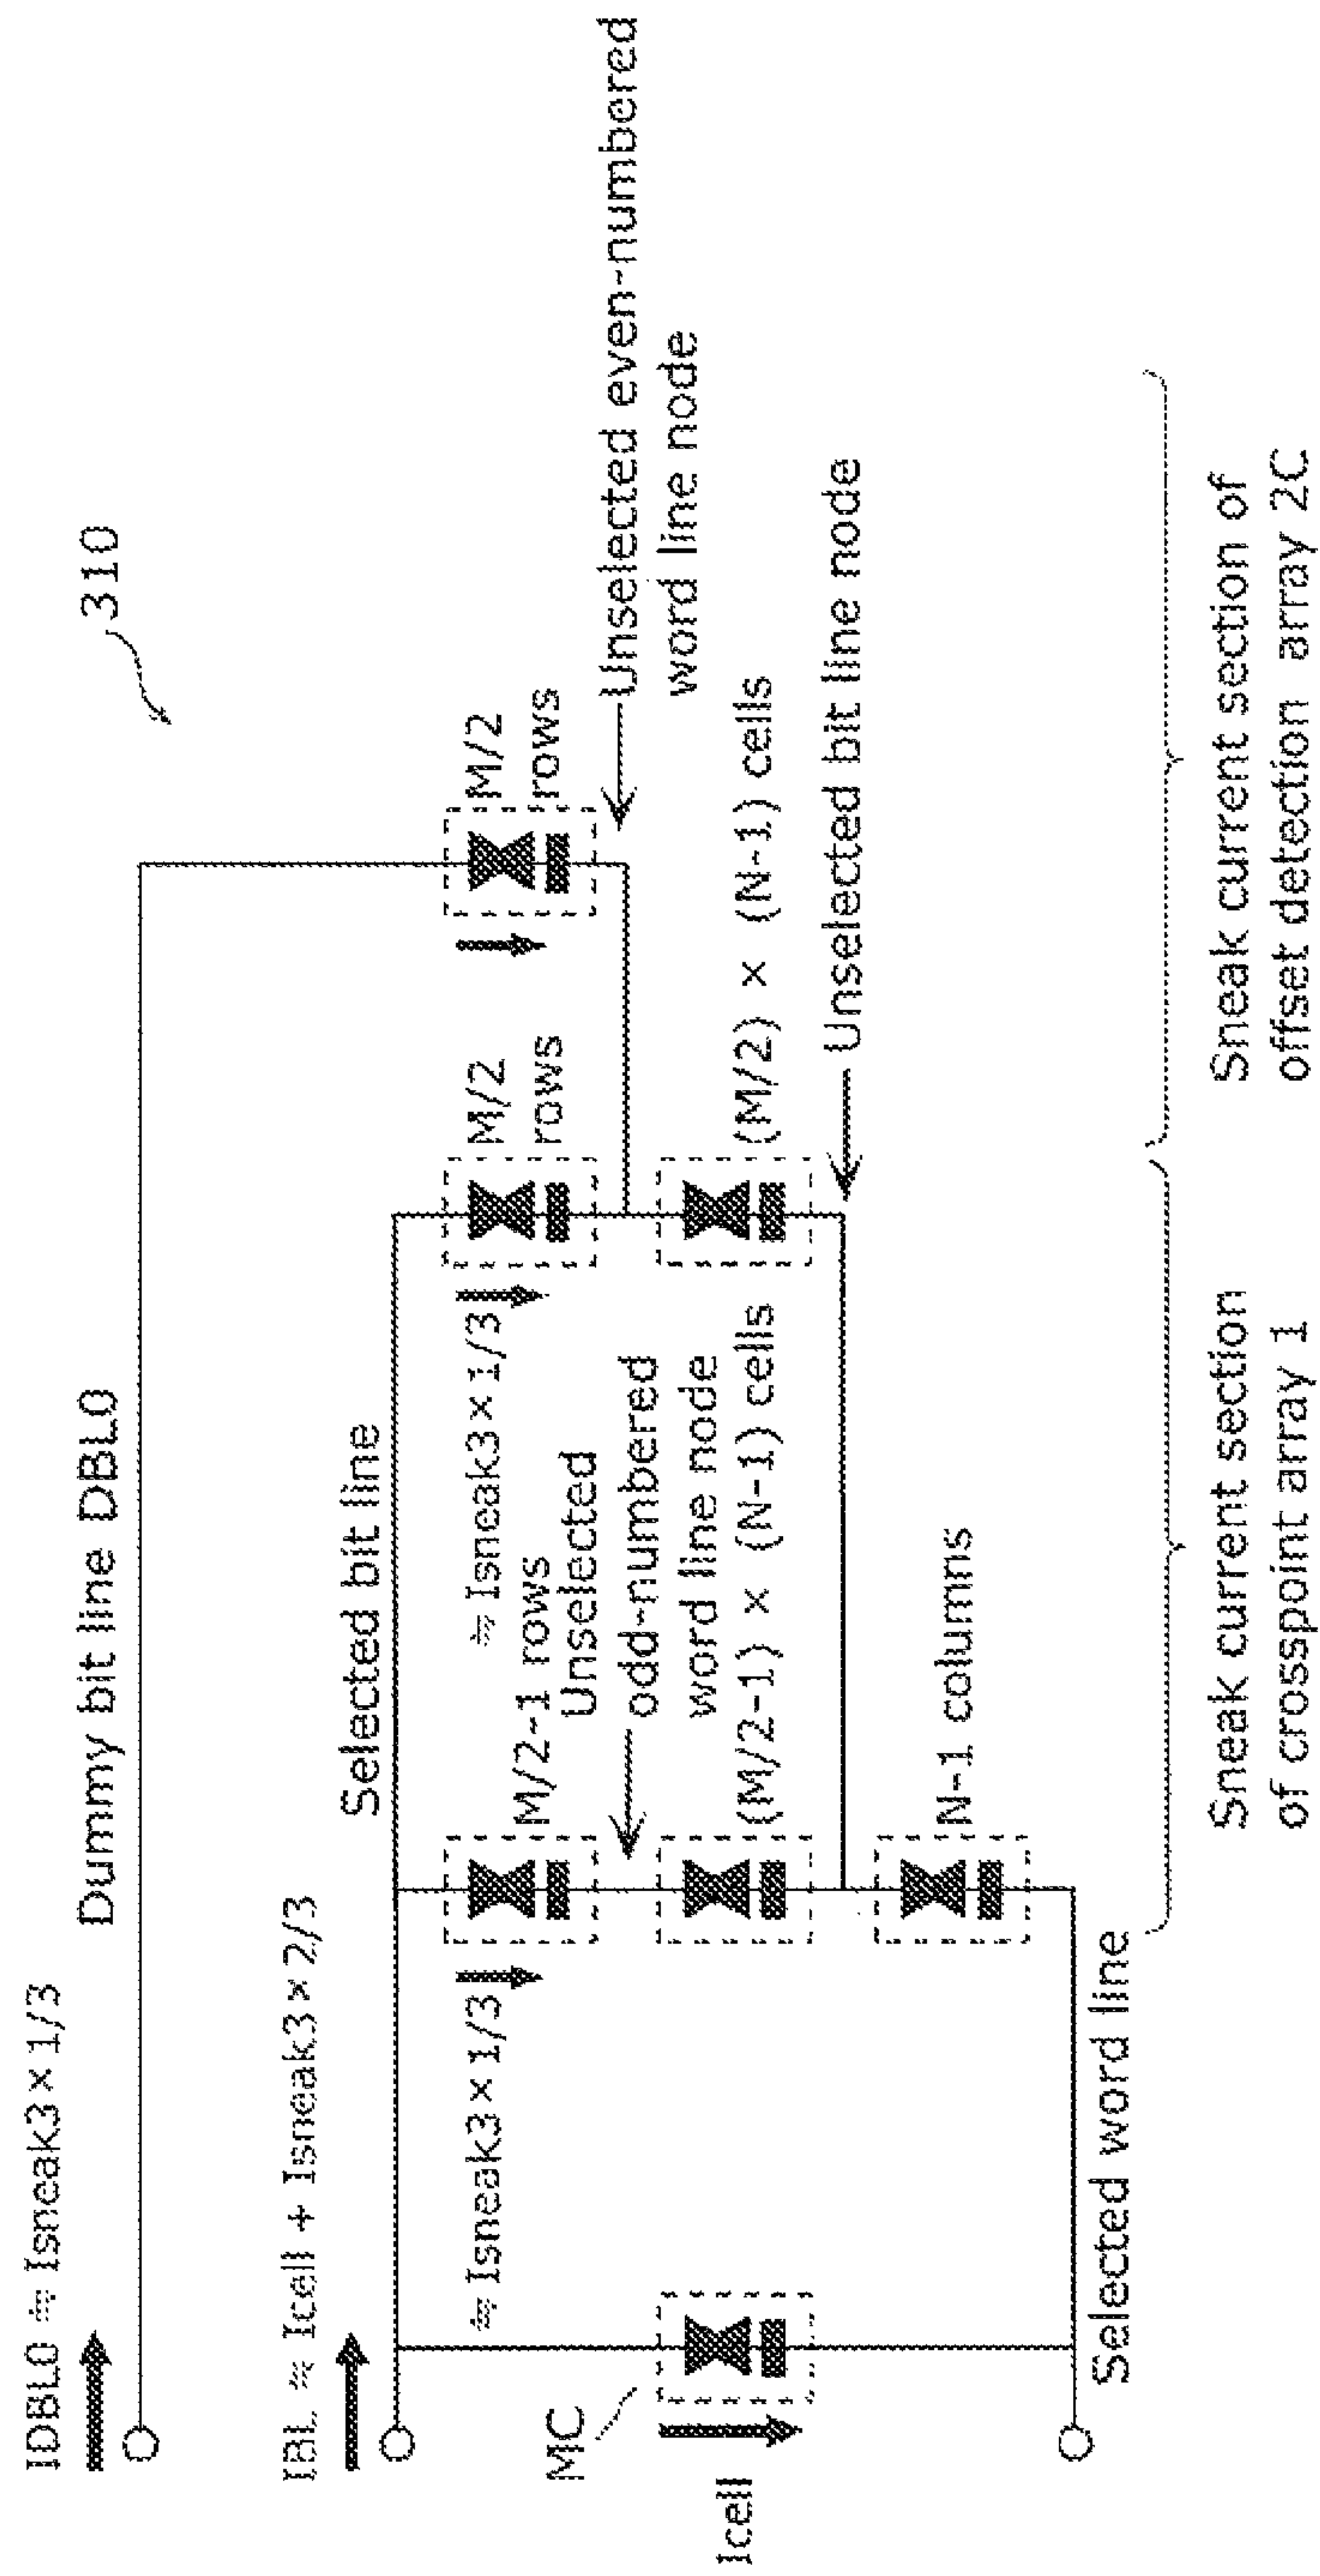 IDBL0 ≒ Isneak3 × 1/3
Dummy bit line DBL0
310
IBL ≒ Icell + Isneak3 × 2/3
Selected bit line
≒ Isneak3 × 1/3
M/2-1 rows
Unselected
odd-numbered
word line node
(M/2-1) × (N-1) cells
≒ Isneak3 × 1/3
M/2
rows
M/2
rows
Unselected even-numbered
word line node
(M/2) × (N-1) cells
Unselected bit line node
MC
Icell
N-1 columns
Selected word line
Sneak current section
of crosspoint array 1
Sneak current section of
offset detection array 2C